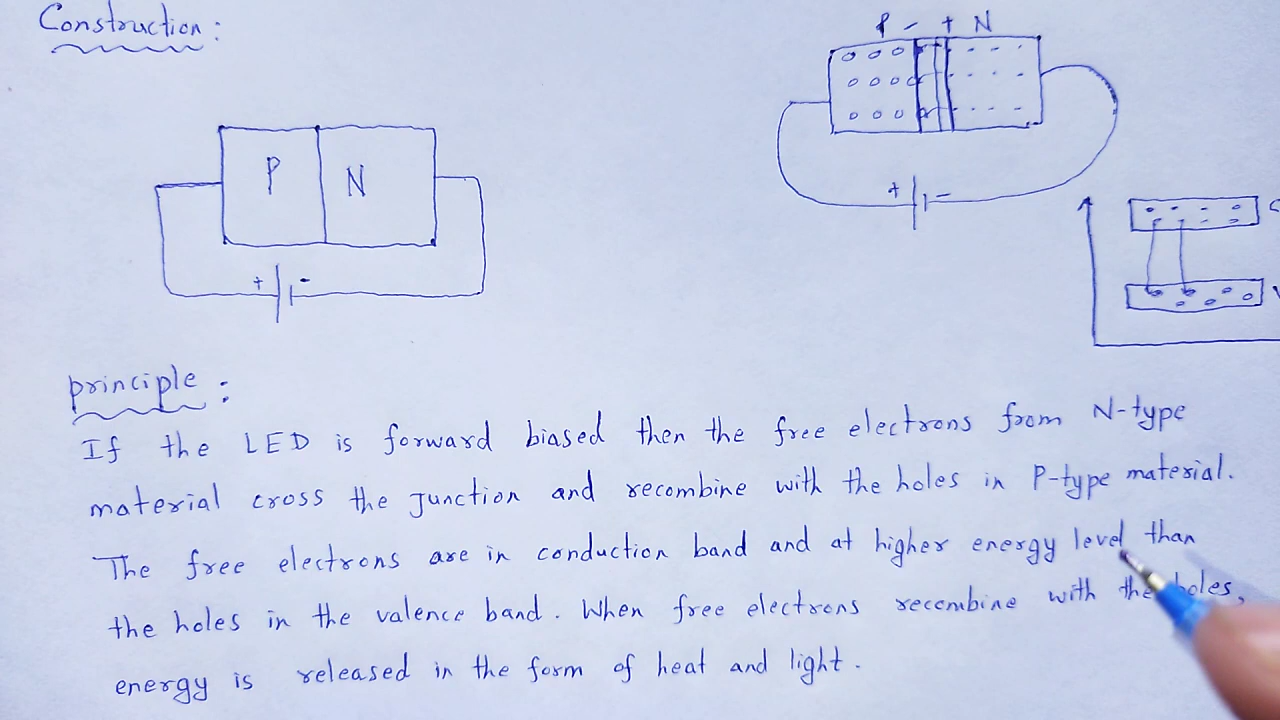 Construction :
P - + N
+ -
P N
+ -
principle :
If the LED is forward biased then the free electrons from N-type
material cross the junction and recombine with the holes in P-type material.
The free electrons are in conduction band and at higher energy level than
the holes in the valence band. When free electrons recombine with the holes,
energy is released in the form of heat and light.